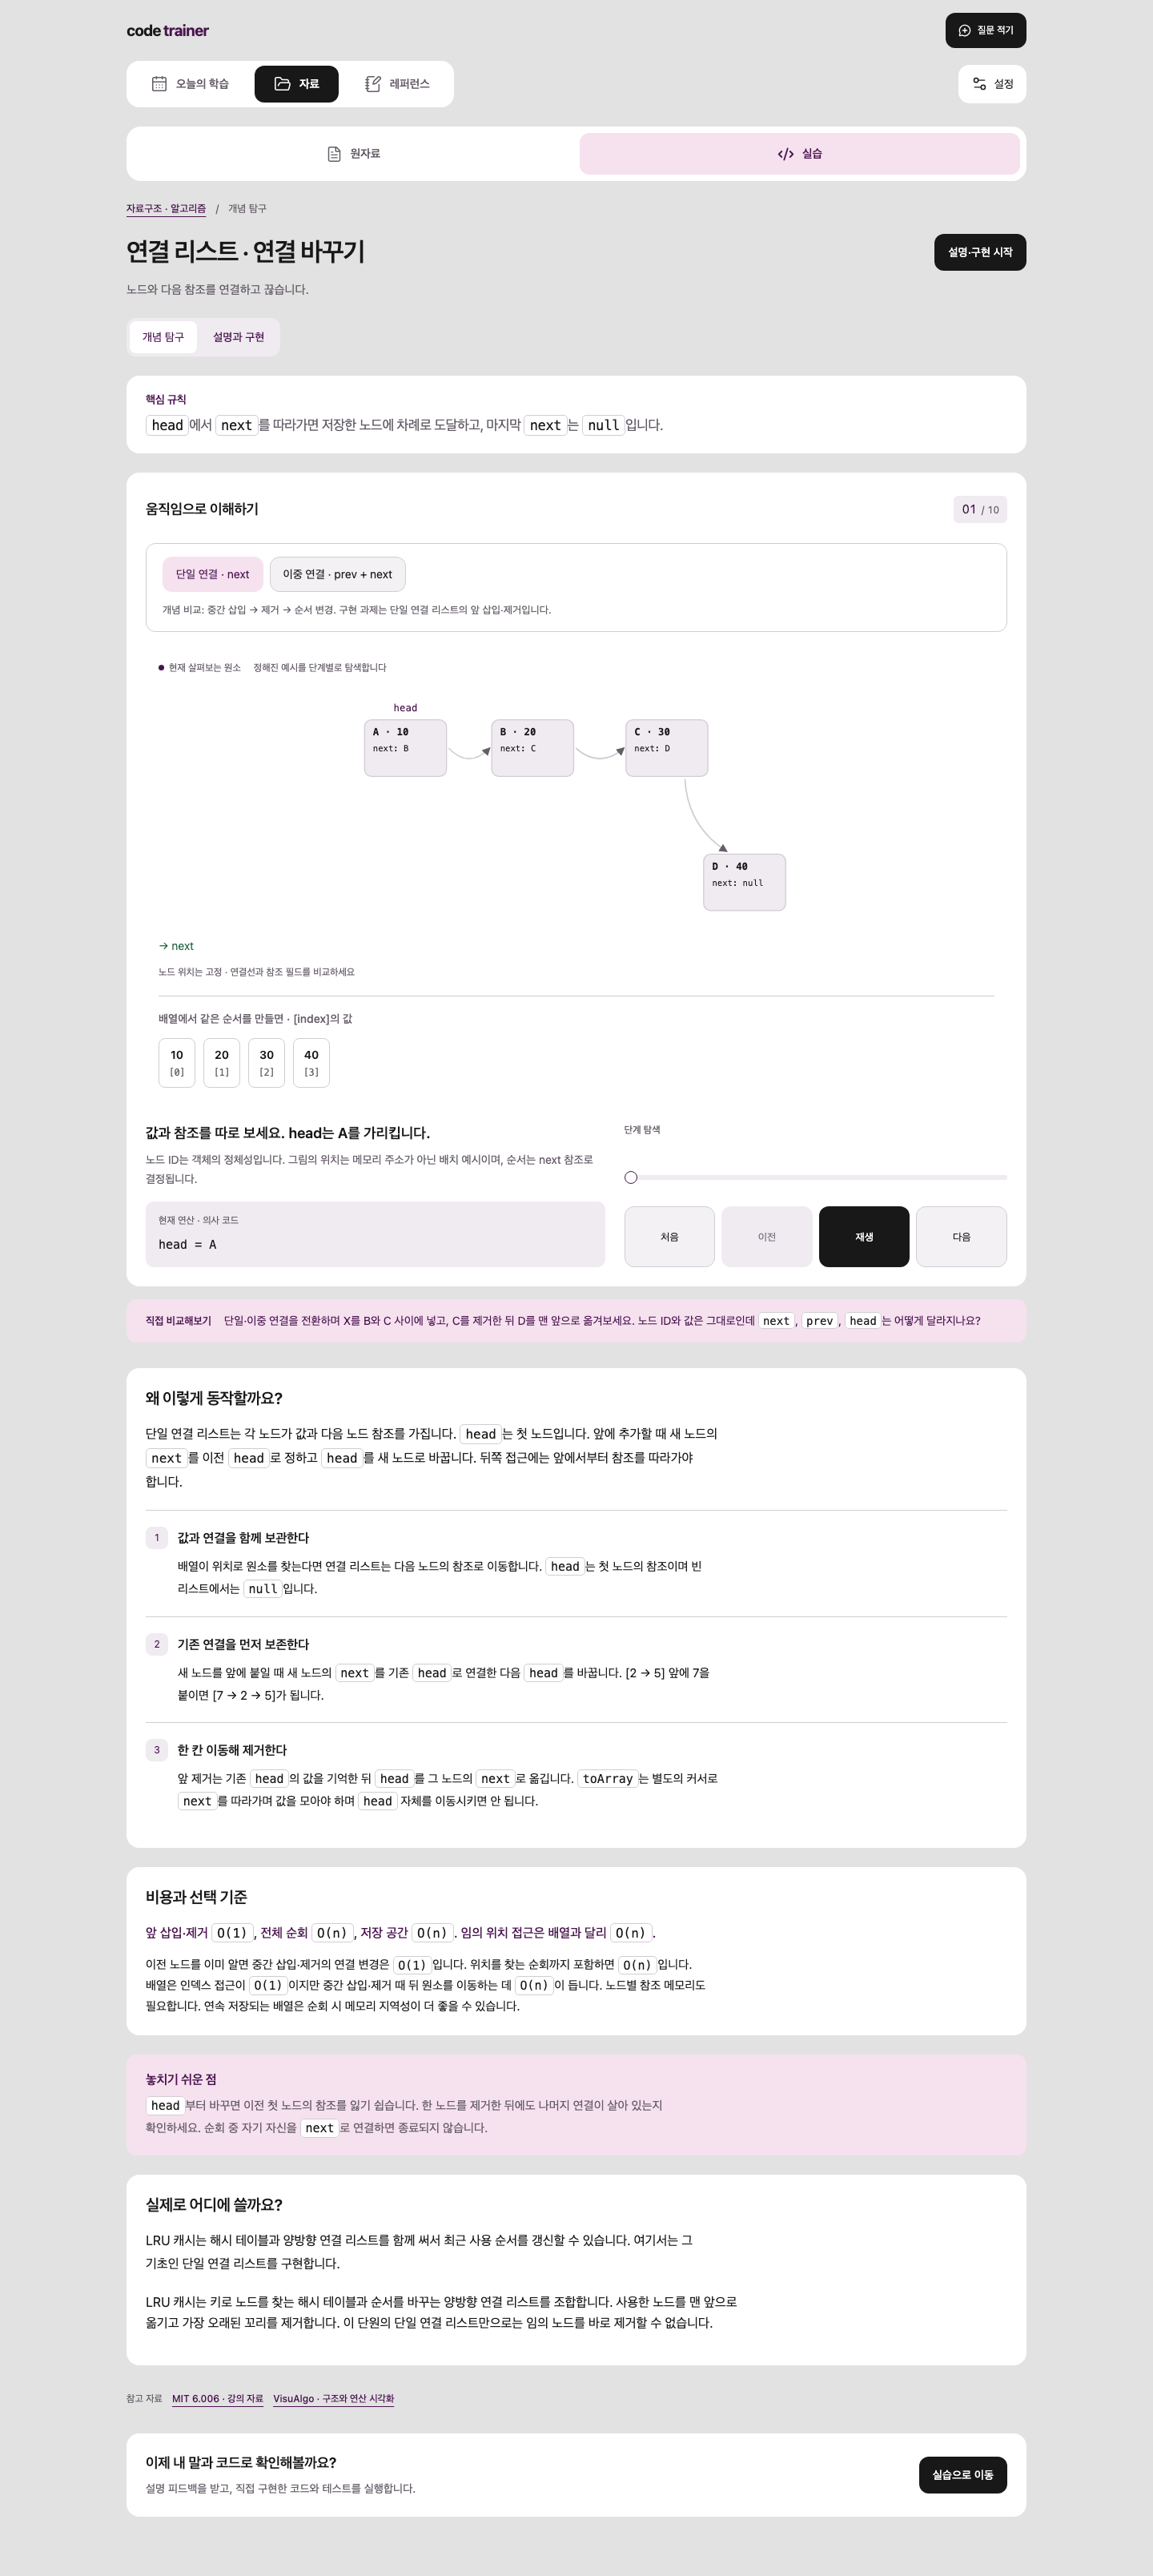 code trainer
질문 적기
오늘의 학습
자료
레퍼런스
설정
원자료
실습
자료구조 · 알고리즘 / 개념 탐구
연결 리스트 · 연결 바꾸기
설명·구현 시작
노드와 다음 참조를 연결하고 끊습니다.
개념 탐구
설명과 구현
핵심 규칙
head에서 next를 따라가면 저장한 노드에 차례로 도달하고, 마지막 next는 null입니다.
움직임으로 이해하기
01 / 10
단일 연결 · next
이중 연결 · prev + next
개념 비교: 중간 삽입 → 제거 → 순서 변경. 구현 과제는 단일 연결 리스트의 앞 삽입·제거입니다.
현재 살펴보는 원소
정해진 예시를 단계별로 탐색합니다
head
A · 10
next: B
B · 20
next: C
C · 30
next: D
D · 40
next: null
→ next
노드 위치는 고정 · 연결선과 참조 필드를 비교하세요
배열에서 같은 순서를 만들면 · [index]의 값
10
[0]
20
[1]
30
[2]
40
[3]
값과 참조를 따로 보세요. head는 A를 가리킵니다.
노드 ID는 객체의 정체성입니다. 그림의 위치는 메모리 주소가 아닌 배치 예시이며, 순서는 next 참조로
결정됩니다.
현재 연산 · 의사 코드
head = A
단계 탐색
처음
이전
재생
다음
직접 비교해보기 단일·이중 연결을 전환하며 X를 B와 C 사이에 넣고, C를 제거한 뒤 D를 맨 앞으로 옮겨보세요. 노드 ID와 값은 그대로인데 next, prev, head는 어떻게 달라지나요?
왜 이렇게 동작할까요?
단일 연결 리스트는 각 노드가 값과 다음 노드 참조를 가집니다. head는 첫 노드입니다. 앞에 추가할 때 새 노드의
next를 이전 head로 정하고 head를 새 노드로 바꿉니다. 뒤쪽 접근에는 앞에서부터 참조를 따라가야
합니다.
1 값과 연결을 함께 보관한다
배열이 위치로 원소를 찾는다면 연결 리스트는 다음 노드의 참조로 이동합니다. head는 첫 노드의 참조이며 빈
리스트에서는 null입니다.
2 기존 연결을 먼저 보존한다
새 노드를 앞에 붙일 때 새 노드의 next를 기존 head로 연결한 다음 head를 바꿉니다. [2 → 5] 앞에 7을
붙이면 [7 → 2 → 5]가 됩니다.
3 한 칸 이동해 제거한다
앞 제거는 기존 head의 값을 기억한 뒤 head를 그 노드의 next로 옮깁니다. toArray는 별도의 커서로
next를 따라가며 값을 모아야 하며 head 자체를 이동시키면 안 됩니다.
비용과 선택 기준
앞 삽입·제거 O(1), 전체 순회 O(n), 저장 공간 O(n). 임의 위치 접근은 배열과 달리 O(n).
이전 노드를 이미 알면 중간 삽입·제거의 연결 변경은 O(1)입니다. 위치를 찾는 순회까지 포함하면 O(n)입니다.
배열은 인덱스 접근이 O(1)이지만 중간 삽입·제거 때 뒤 원소를 이동하는 데 O(n)이 듭니다. 노드별 참조 메모리도
필요합니다. 연속 저장되는 배열은 순회 시 메모리 지역성이 더 좋을 수 있습니다.
놓치기 쉬운 점
head부터 바꾸면 이전 첫 노드의 참조를 잃기 쉽습니다. 한 노드를 제거한 뒤에도 나머지 연결이 살아 있는지
확인하세요. 순회 중 자기 자신을 next로 연결하면 종료되지 않습니다.
실제로 어디에 쓸까요?
LRU 캐시는 해시 테이블과 양방향 연결 리스트를 함께 써서 최근 사용 순서를 갱신할 수 있습니다. 여기서는 그
기초인 단일 연결 리스트를 구현합니다.
LRU 캐시는 키로 노드를 찾는 해시 테이블과 순서를 바꾸는 양방향 연결 리스트를 조합합니다. 사용한 노드를 맨 앞으로
옮기고 가장 오래된 꼬리를 제거합니다. 이 단원의 단일 연결 리스트만으로는 임의 노드를 바로 제거할 수 없습니다.
참고 자료 MIT 6.006 · 강의 자료 VisuAlgo · 구조와 연산 시각화
이제 내 말과 코드로 확인해볼까요?
설명 피드백을 받고, 직접 구현한 코드와 테스트를 실행합니다.
실습으로 이동